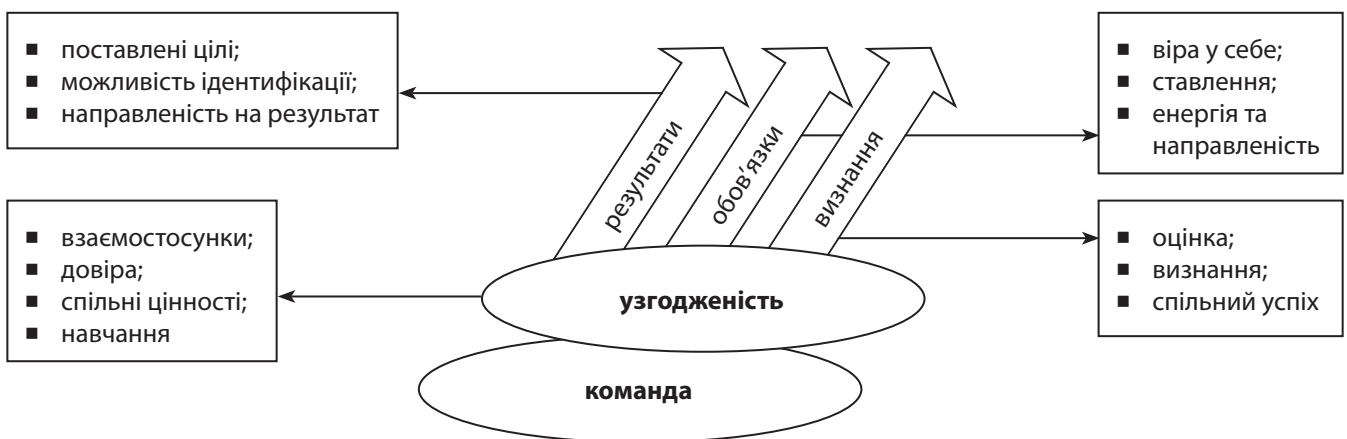 ■ поставлені цілі;
■ можливість ідентифікації;
■ направленість на результат
■ віра у себе;
■ ставлення;
■ енергія та
направленість
результати
обов’язки
визнання
■ взаємостосунки;
■ довіра;
■ спільні цінності;
■ навчання
■ оцінка;
■ визнання;
■ спільний успіх
узгодженість
команда